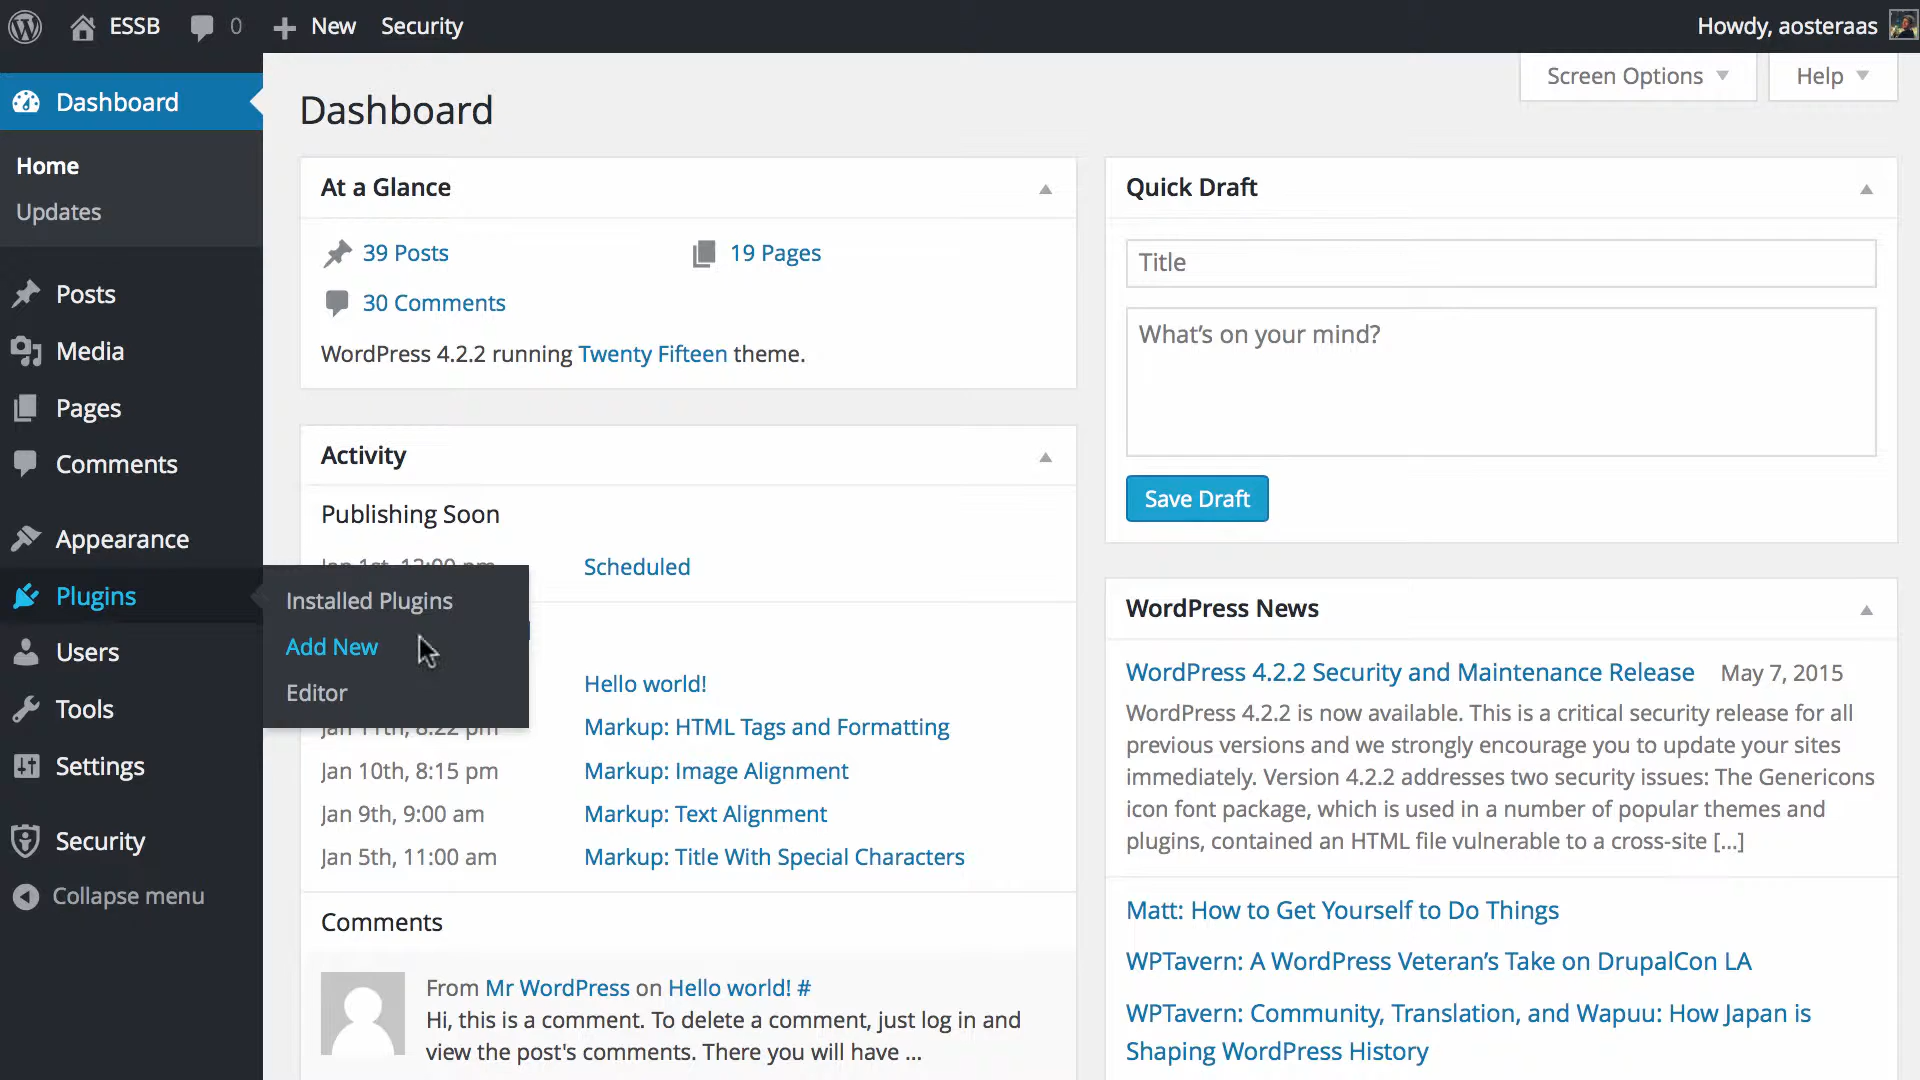 ESSB 0 New Security Howdy, aosteraas
Screen Options Help
Dashboard
Home
Updates
Posts
Media
Pages
Comments
Appearance
Plugins
Users
Tools
Settings
Security
Collapse menu
Installed Plugins
Add New
Editor
Dashboard
At a Glance
39 Posts 19 Pages
30 Comments
WordPress 4.2.2 running Twenty Fifteen theme.
Activity
Publishing Soon
Jan 1st, 12:00 pm Scheduled
Hello world!
Jan 11th, 8:22 pm Markup: HTML Tags and Formatting
Jan 10th, 8:15 pm Markup: Image Alignment
Jan 9th, 9:00 am Markup: Text Alignment
Jan 5th, 11:00 am Markup: Title With Special Characters
Comments
From Mr WordPress on Hello world! #
Hi, this is a comment. To delete a comment, just log in and
view the post's comments. There you will have ...
Quick Draft
Title
What's on your mind?
Save Draft
WordPress News
WordPress 4.2.2 Security and Maintenance Release May 7, 2015
WordPress 4.2.2 is now available. This is a critical security release for all
previous versions and we strongly encourage you to update your sites
immediately. Version 4.2.2 addresses two security issues: The Genericons
icon font package, which is used in a number of popular themes and
plugins, contained an HTML file vulnerable to a cross-site [...]
Matt: How to Get Yourself to Do Things
WPTavern: A WordPress Veteran's Take on DrupalCon LA
WPTavern: Community, Translation, and Wapuu: How Japan is
Shaping WordPress History